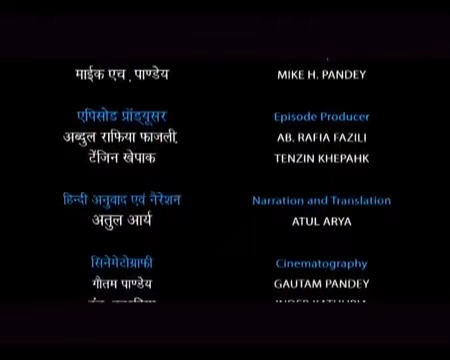 माईक एच. पाण्डेय
MIKE H. PANDEY
एपिसोड प्रॉड्यूसर
Episode Producer
अब्दुल राफिया फाजली,
AB. RAFIA FAZILI
टेंजिन खेपाक
TENZIN KHEPAHK
हिन्दी अनुवाद एवं नैरेशन
Narration and Translation
अतुल आर्य
ATUL ARYA
सिनेमेटोग्राफी
Cinematography
गौतम पाण्डेय
GAUTAM PANDEY